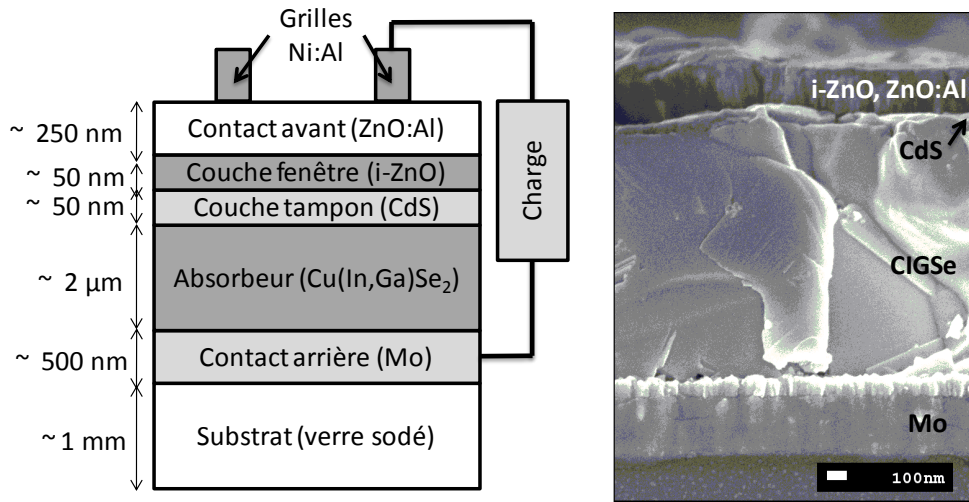 Grilles
Ni:Al
~ 250 nm
Contact avant (ZnO:Al)
~ 50 nm
Couche fenêtre (i-ZnO)
~ 50 nm
Couche tampon (CdS)
~ 2 µm
Absorbeur (Cu(In,Ga)Se₂)
~ 500 nm
Contact arrière (Mo)
~ 1 mm
Substrat (verre sodé)
Charge
i-ZnO, ZnO:Al
CdS
CIGSe
Mo
100nm